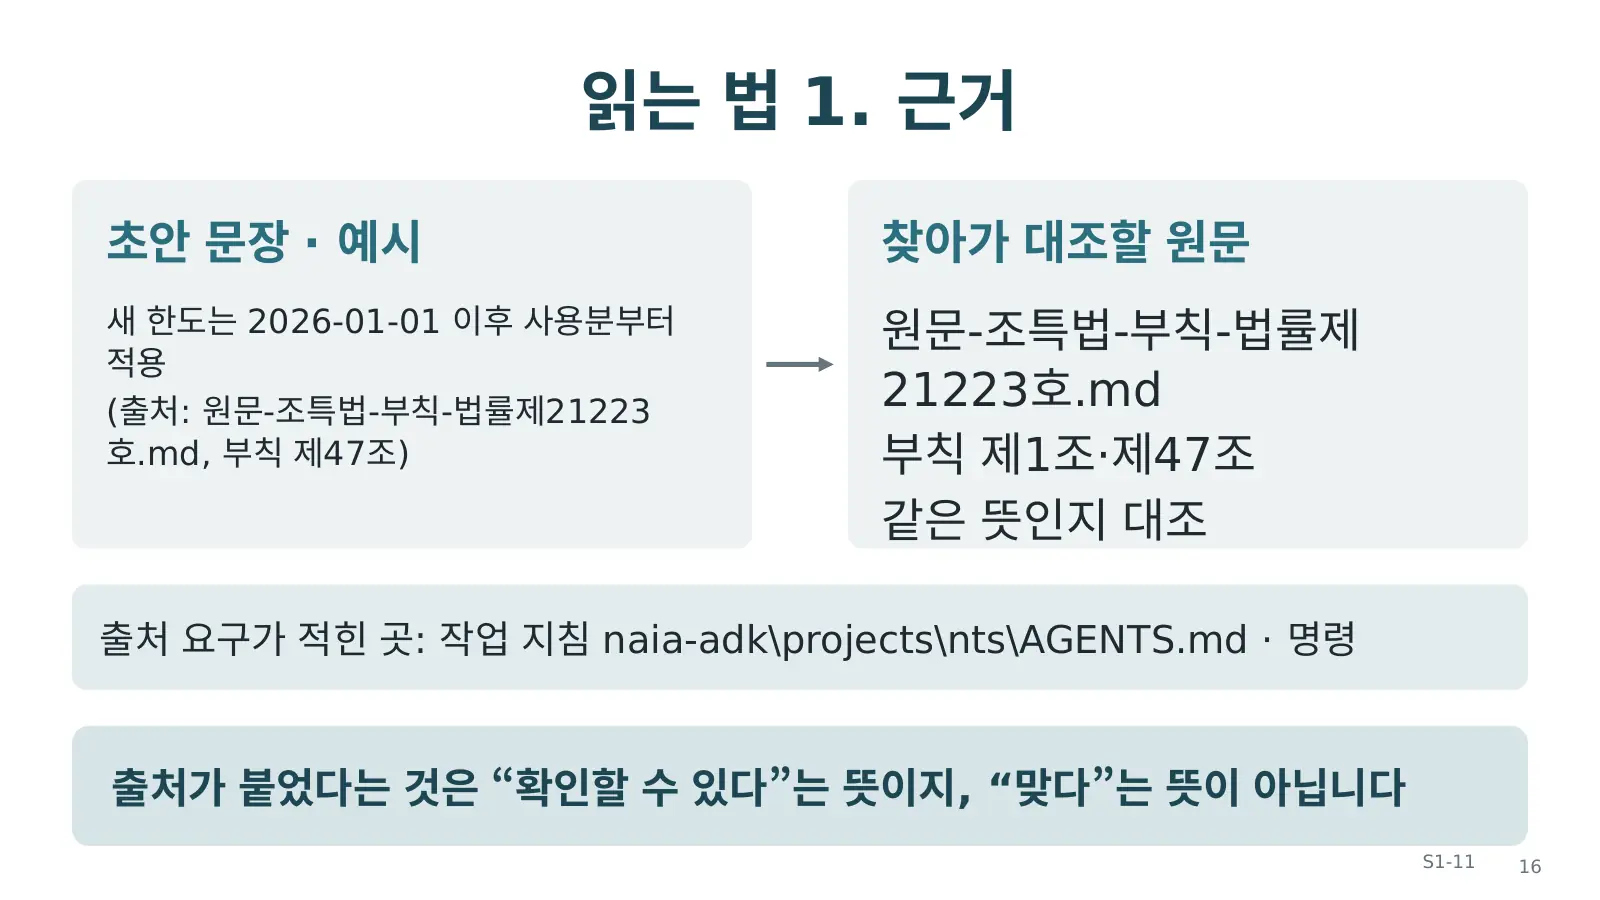 읽는 법 1. 근거
초안 문장 · 예시
새 한도는 2026-01-01 이후 사용분부터
적용
(출처: 원문-조특법-부칙-법률제21223
호.md, 부칙 제47조)
찾아가 대조할 원문
원문-조특법-부칙-법률제
21223호.md
부칙 제1조·제47조
같은 뜻인지 대조
출처 요구가 적힌 곳: 작업 지침 naia-adk\projects\nts\AGENTS.md · 명령
출처가 붙었다는 것은 “확인할 수 있다”는 뜻이지, “맞다”는 뜻이 아닙니다
S1-11
16